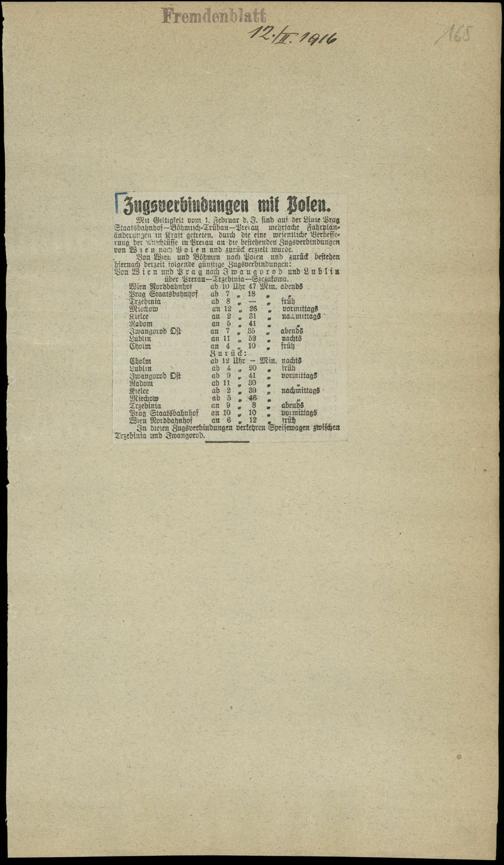 Fremdenblatt
12./II. 1916
165
Zugsverbindungen mit Polen.
Mit Geltigkeit vom 1. Februar d. J. sind auf der Linie Prag
Staatsbahnhof—Böhmisch-Trübau—Prerau mehrfache Fahrplan-
änderungen in Kraft getreten, durch die eine wesentliche Verbesse-
rung der Anschlüsse in Prerau an die bestehenden Zugsverbindungen
von Wien nach Polen und zurück erzielt wurde.
Von Wien und Böhmen nach Polen und zurück bestehen
hiernach derzeit folgende günstige Zugsverbindungen:
Von Wien und Prag nach Iwangorod und Lublin
über Prerau—Trzebinia—Szczakowa.
Wien Nordbahnhof ab 10 Uhr 47 Min. abends
Prag Staatsbahnhof ab 7 „ 18 „ „
Trzebinia ab 8 „ — „ früh
Miechow an 12 „ 26 „ vormittags
Kielce an 2 „ 31 „ nachmittags
Radom an 5 „ 41 „ „
Iwangorod Ost an 7 „ 35 „ abends
Lublin an 11 „ 52 „ nachts
Cholm an 4 „ 10 „ früh
Zurück:
Cholm ab 12 Uhr — Min. nachts
Lublin ab 4 „ 20 „ früh
Iwangorod Ost ab 9 „ 41 „ vormittags
Radom ab 11 „ 30 „ „
Kielce ab 2 „ 39 „ nachmittags
Miechow ab 5 „ 46 „ „
Trzebinia an 9 „ 8 „ abends
Prag Staatsbahnhof an 10 „ 10 „ vormittags
Wien Nordbahnhof an 6 „ 12 „ früh
In diesen Zugsverbindungen verkehren Speisewagen zwischen
Trzebinia und Iwangorod.